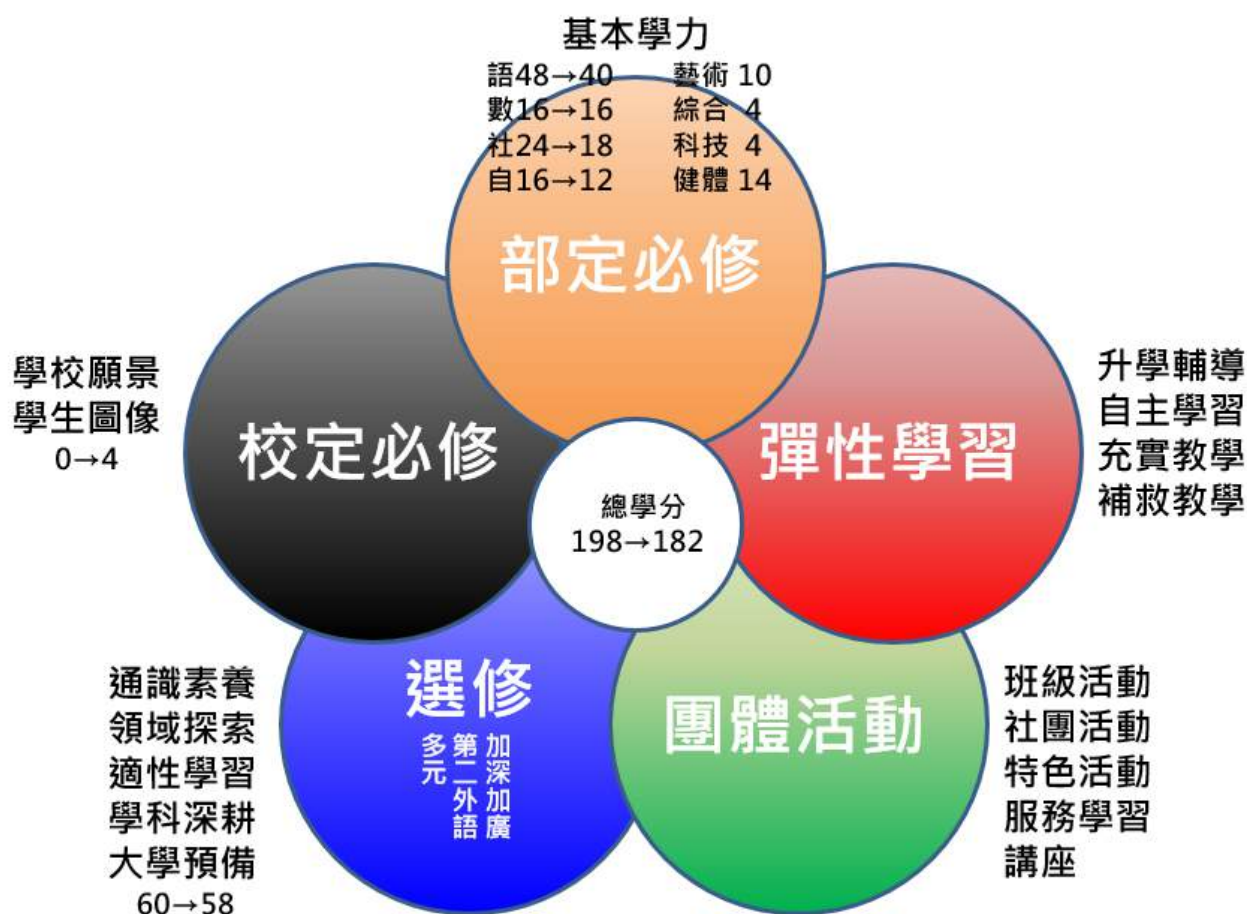 基本學力
語48→40
數16→16
社24→18
自16→12
藝術 10
綜合 4
科技 4
健體 14
部定必修
學校願景
學生圖像
0→4
校定必修
彈性學習
升學輔導
自主學習
充實教學
補救教學
總學分
198→182
通識素養
領域探索
適性學習
學科深耕
大學預備
60→58
選修
加深加廣
第二外語
多元
團體活動
班級活動
社團活動
特色活動
服務學習
講座